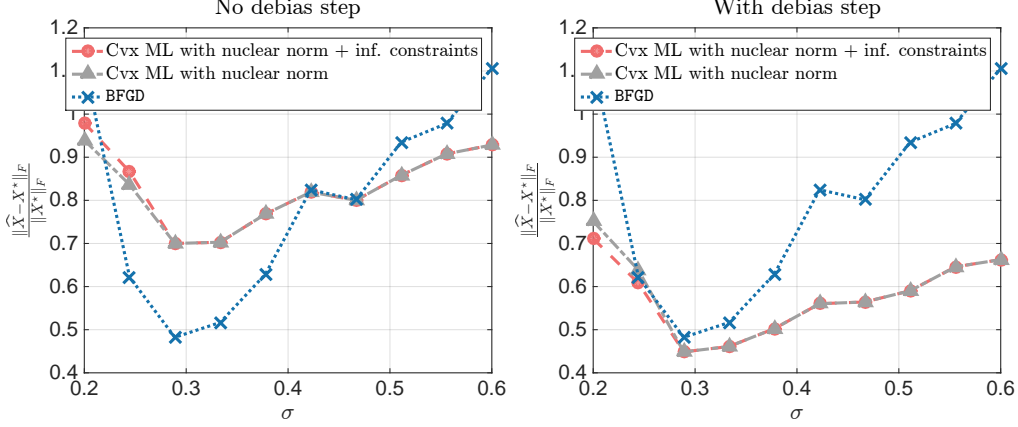 No debias step
1.2
1.
1
0.9
0.8
0.7
0.6
0.5
0.4
Cvx ML with nuclear norm + inf. constraints
Cvx ML with nuclear norm
BFGD
‖X̂−X⋆‖_F
‖X⋆‖_F
0.2 0.3 0.4 0.5 0.6
σ
With debias step
1.2
1.
1
0.9
0.8
0.7
0.6
0.5
0.4
Cvx ML with nuclear norm + inf. constraints
Cvx ML with nuclear norm
BFGD
‖X̂−X⋆‖_F
‖X⋆‖_F
0.2 0.3 0.4 0.5 0.6
σ